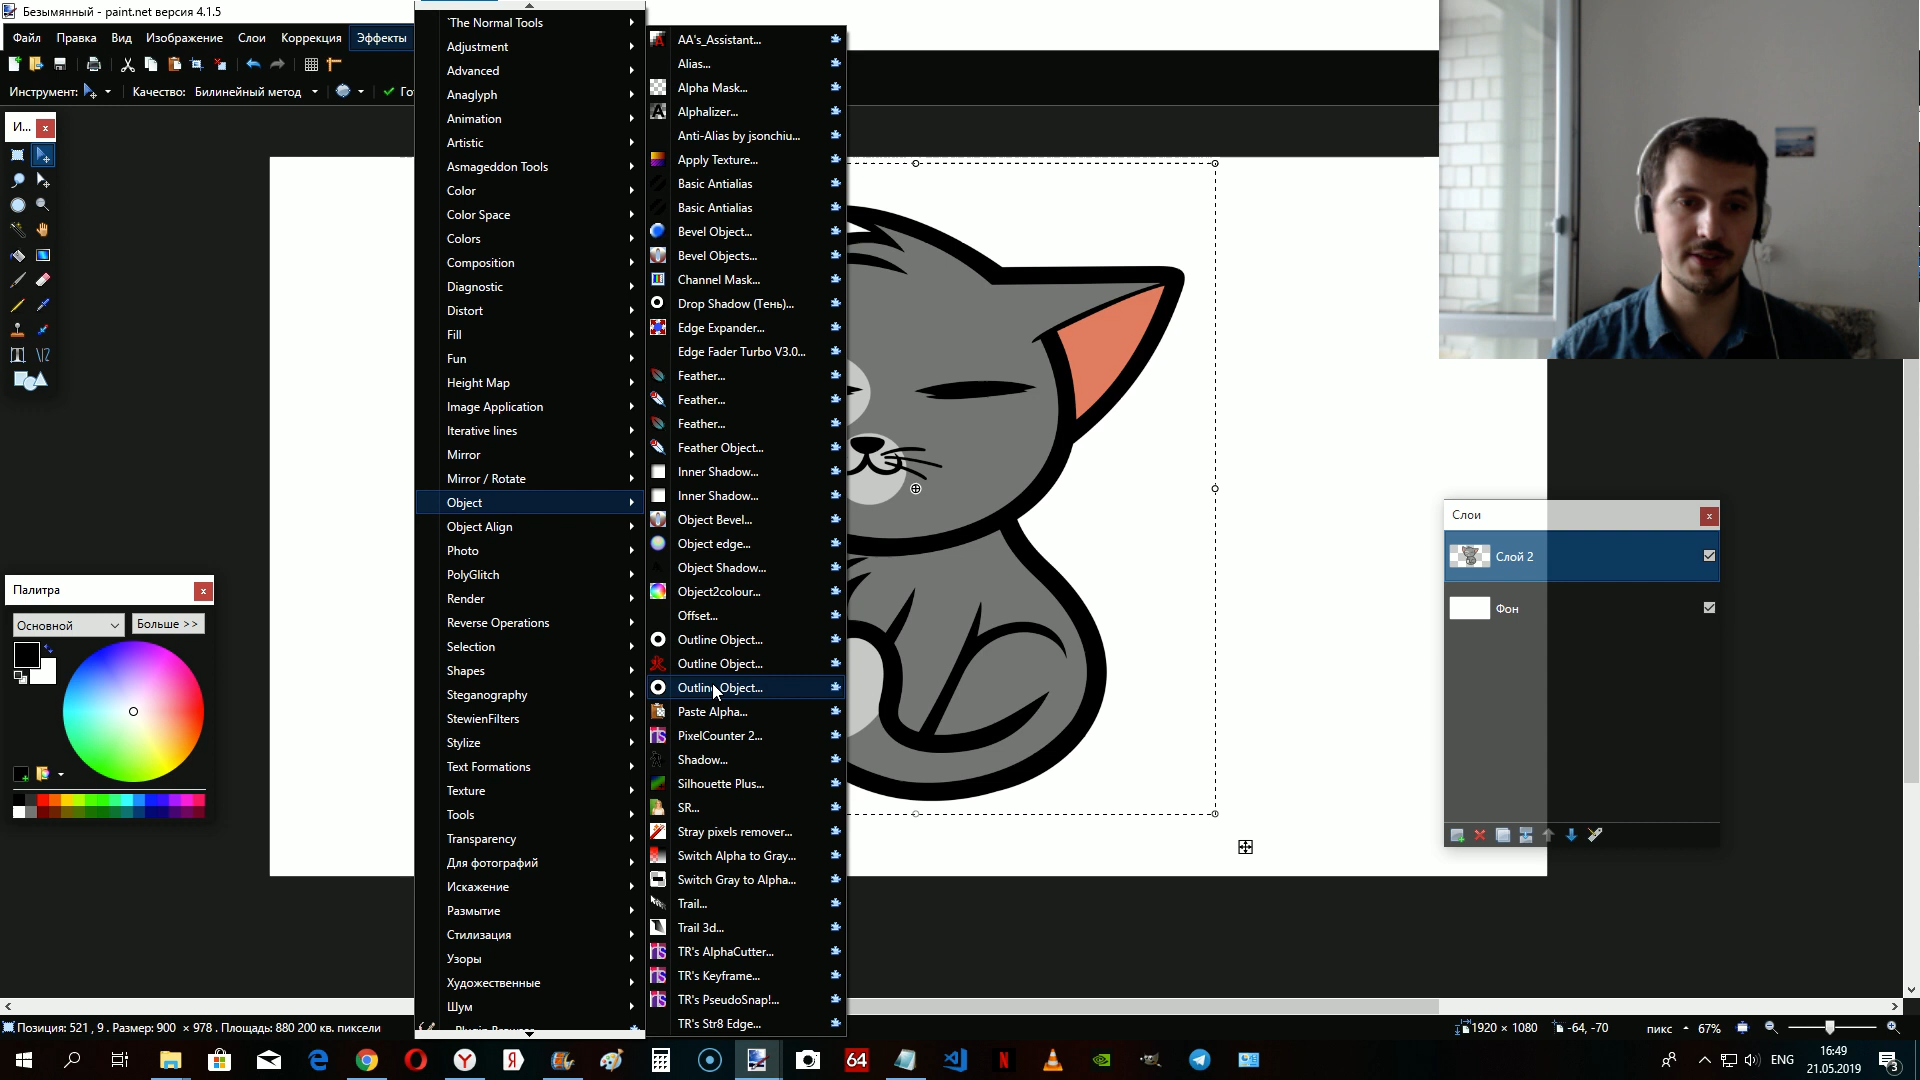 Безымянный - paint.net версия 4.1.5
Файл Правка Вид Изображение Слои Коррекция Эффекты
Инструмент: Качество: Билинейный метод
И...
`The Normal Tools
Adjustment
Advanced
Anaglyph
Animation
Artistic
Asmageddon Tools
Color
Color Space
Colors
Composition
Diagnostic
Distort
Fill
Fun
Height Map
Image Application
Iterative lines
Mirror
Mirror / Rotate
Object
Object Align
Photo
PolyGlitch
Render
Reverse Operations
Selection
Shapes
Steganography
StewienFilters
Stylize
Text Formations
Texture
Tools
Transparency
Для фотографий
Искажение
Размытие
Стилизация
Узоры
Художественные
Шум
Plugin Browser
AA's_Assistant...
Alias...
Alpha Mask...
Alphalizer...
Anti-Alias by jsonchiu...
Apply Texture...
Basic Antialias
Basic Antialias
Bevel Object...
Bevel Objects...
Channel Mask...
Drop Shadow (Тень)...
Edge Expander...
Edge Fader Turbo V3.0...
Feather...
Feather...
Feather...
Feather Object...
Inner Shadow...
Inner Shadow...
Object Bevel...
Object edge...
Object Shadow...
Object2colour...
Offset...
Outline Object...
Outline Object...
Outline Object...
Paste Alpha...
PixelCounter 2...
Shadow...
Silhouette Plus...
SR...
Stray pixels remover...
Switch Alpha to Gray...
Switch Gray to Alpha...
Trail...
Trail 3d...
TR's AlphaCutter...
TR's Keyframe...
TR's PseudoSnap!...
TR's Str8 Edge...
Палитра
Основной Больше >>
Слои
Слой 2
Фон
Позиция: 521 , 9 . Размер: 900 × 978 . Площадь: 880 200 кв. пиксели
1920 × 1080 -64, -70 пикс 67%
64
ENG
16:49
21.05.2019
3